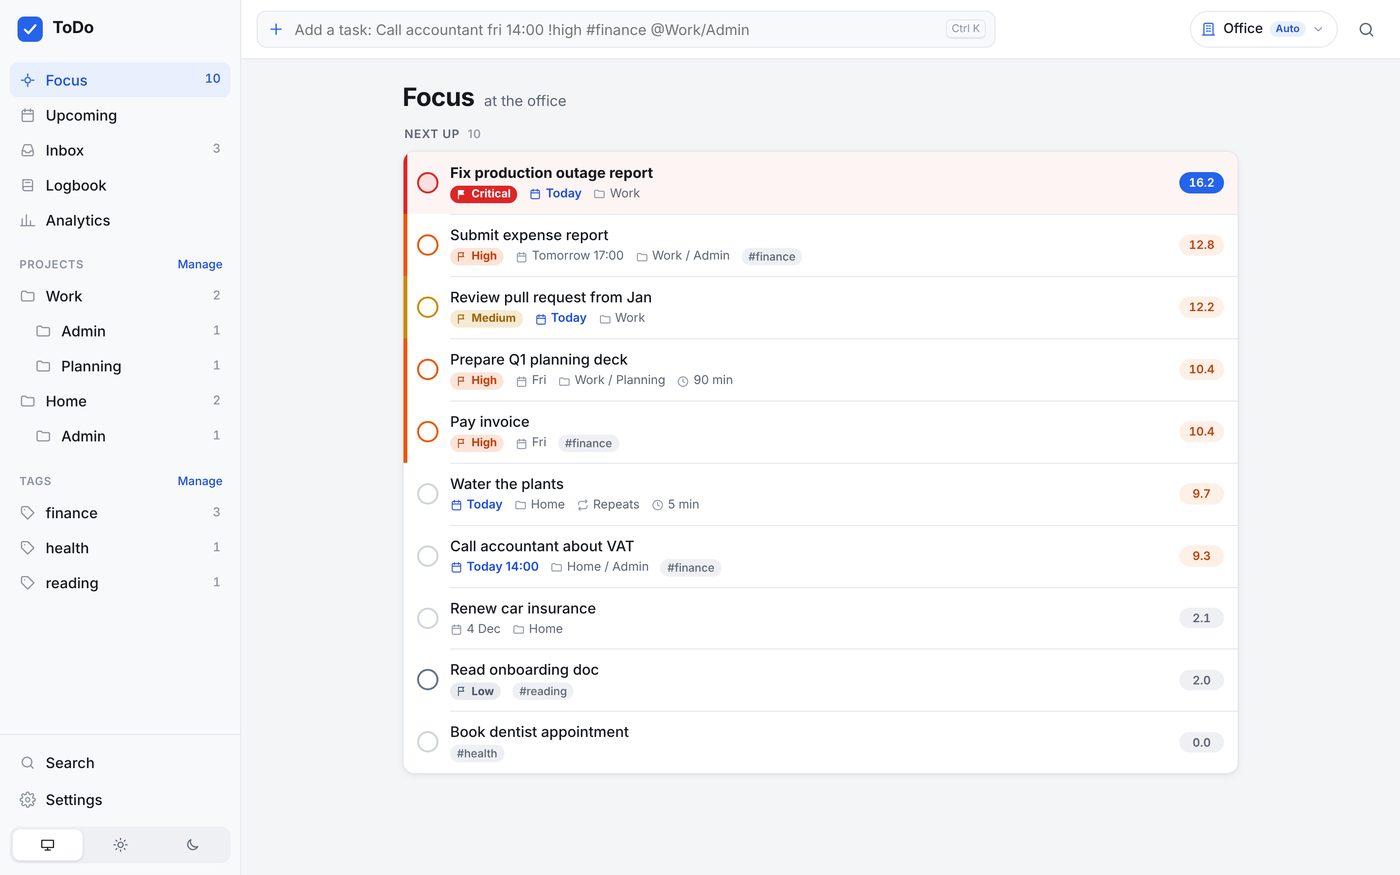 ToDo
Add a task: Call accountant fri 14:00 !high #finance @Work/Admin
Ctrl K
Office Auto
Focus 10
Upcoming
Inbox 3
Logbook
Analytics
PROJECTS Manage
Work 2
Admin 1
Planning 1
Home 2
Admin 1
TAGS Manage
finance 3
health 1
reading 1
Search
Settings
Focus at the office
NEXT UP 10
Fix production outage report
Critical Today Work
16.2
Submit expense report
High Tomorrow 17:00 Work / Admin #finance
12.8
Review pull request from Jan
Medium Today Work
12.2
Prepare Q1 planning deck
High Fri Work / Planning 90 min
10.4
Pay invoice
High Fri #finance
10.4
Water the plants
Today Home Repeats 5 min
9.7
Call accountant about VAT
Today 14:00 Home / Admin #finance
9.3
Renew car insurance
4 Dec Home
2.1
Read onboarding doc
Low #reading
2.0
Book dentist appointment
#health
0.0